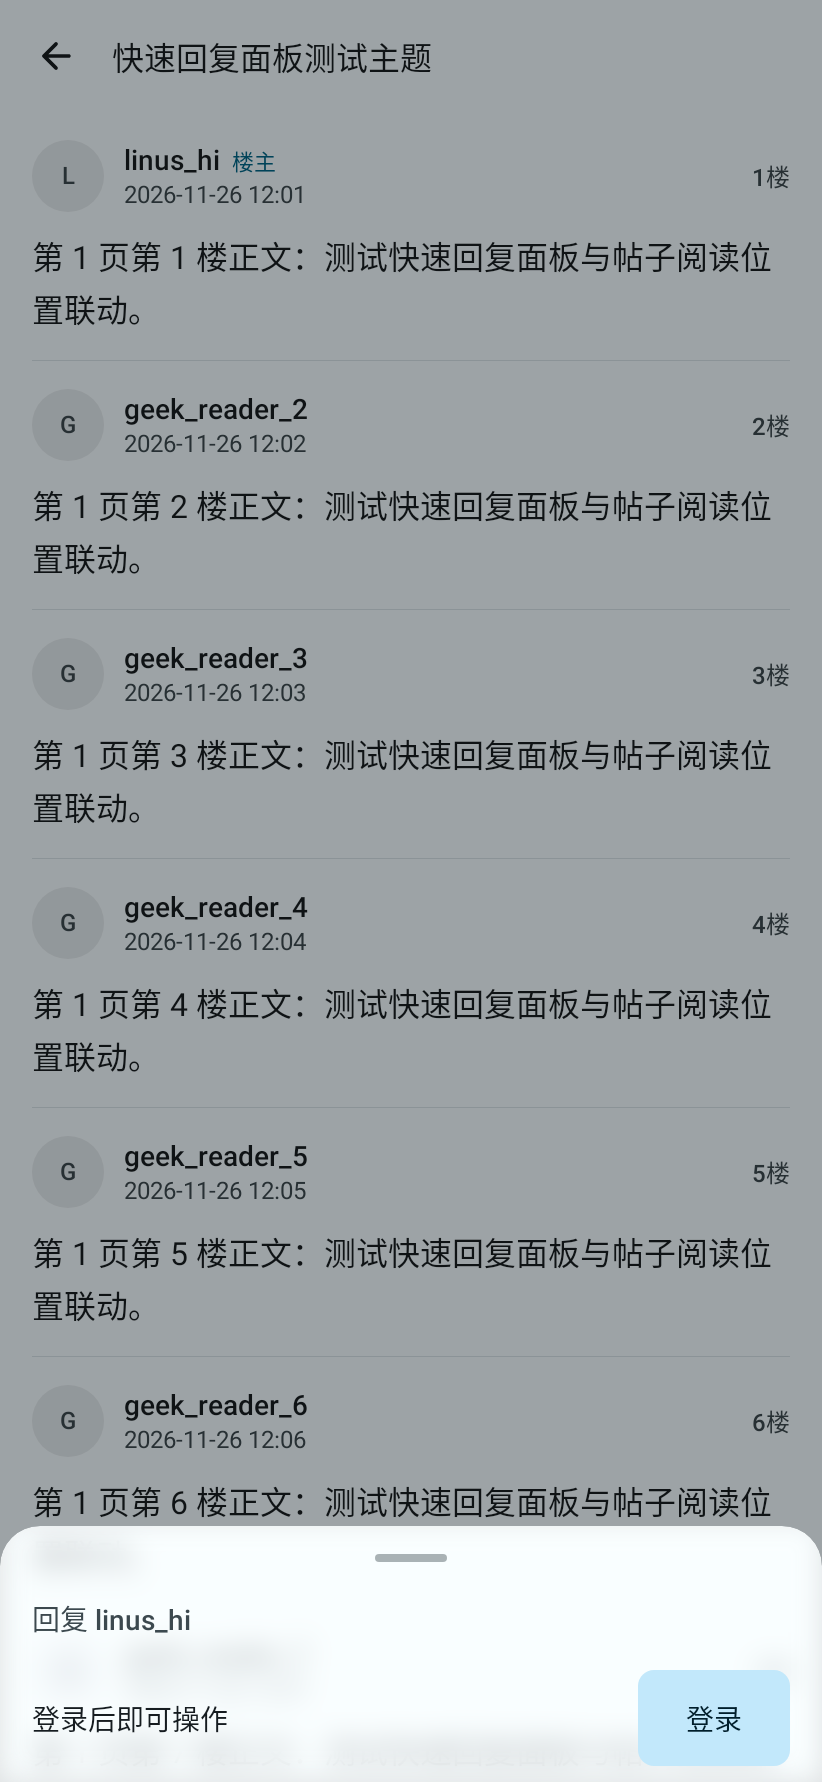 快速回复面板测试主题
L
linus_hi 楼主
2026-11-26 12:01
1楼
第 1 页第 1 楼正文：测试快速回复面板与帖子阅读位
置联动。
G
geek_reader_2
2026-11-26 12:02
2楼
第 1 页第 2 楼正文：测试快速回复面板与帖子阅读位
置联动。
G
geek_reader_3
2026-11-26 12:03
3楼
第 1 页第 3 楼正文：测试快速回复面板与帖子阅读位
置联动。
G
geek_reader_4
2026-11-26 12:04
4楼
第 1 页第 4 楼正文：测试快速回复面板与帖子阅读位
置联动。
G
geek_reader_5
2026-11-26 12:05
5楼
第 1 页第 5 楼正文：测试快速回复面板与帖子阅读位
置联动。
G
geek_reader_6
2026-11-26 12:06
6楼
第 1 页第 6 楼正文：测试快速回复面板与帖子阅读位
回复 linus_hi
登录后即可操作
登录